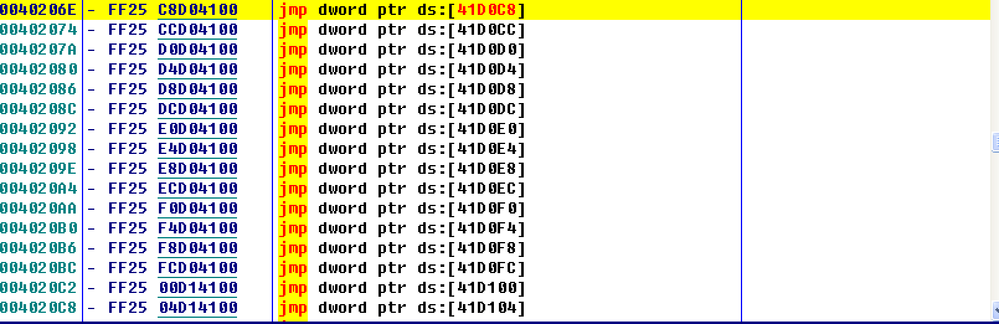 0040206E - FF25 C8D04100 jmp dword ptr ds:[41D0C8]
00402074 - FF25 CCD04100 jmp dword ptr ds:[41D0CC]
0040207A - FF25 D0D04100 jmp dword ptr ds:[41D0D0]
00402080 - FF25 D4D04100 jmp dword ptr ds:[41D0D4]
00402086 - FF25 D8D04100 jmp dword ptr ds:[41D0D8]
0040208C - FF25 DCD04100 jmp dword ptr ds:[41D0DC]
00402092 - FF25 E0D04100 jmp dword ptr ds:[41D0E0]
00402098 - FF25 E4D04100 jmp dword ptr ds:[41D0E4]
0040209E - FF25 E8D04100 jmp dword ptr ds:[41D0E8]
004020A4 - FF25 ECD04100 jmp dword ptr ds:[41D0EC]
004020AA - FF25 F0D04100 jmp dword ptr ds:[41D0F0]
004020B0 - FF25 F4D04100 jmp dword ptr ds:[41D0F4]
004020B6 - FF25 F8D04100 jmp dword ptr ds:[41D0F8]
004020BC - FF25 FCD04100 jmp dword ptr ds:[41D0FC]
004020C2 - FF25 00D14100 jmp dword ptr ds:[41D100]
004020C8 - FF25 04D14100 jmp dword ptr ds:[41D104]